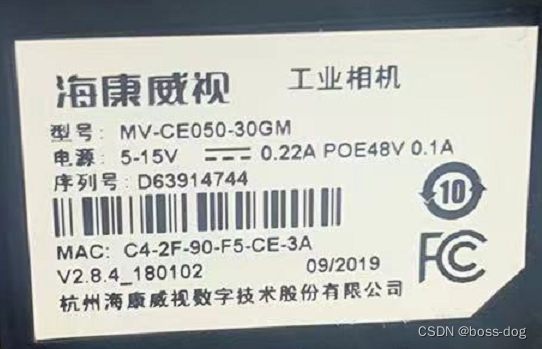 海康威视 工业相机
型号: MV-CE050-30GM
电源: 5-15V 0.22A POE48V 0.1A
序列号: D63914744
10
MAC: C4-2F-90-F5-CE-3A
FC
V2.8.4_180102 09/2019
杭州海康威视数字技术股份有限公司
CSDN @boss-dog